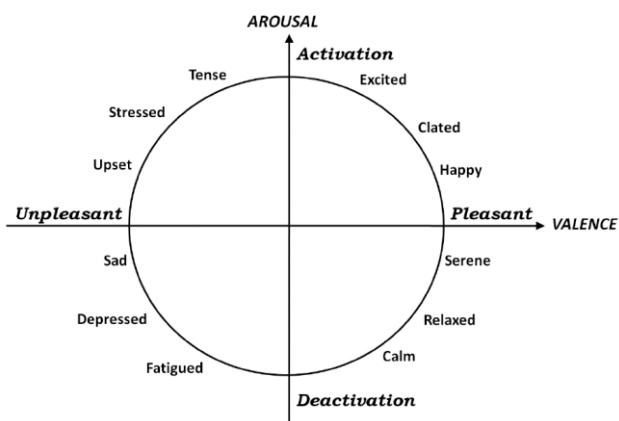 AROUSAL
Activation
Tense
Excited
Stressed
Clated
Upset
Happy
Unpleasant
Pleasant
VALENCE
Sad
Serene
Depressed
Relaxed
Calm
Fatigued
Deactivation